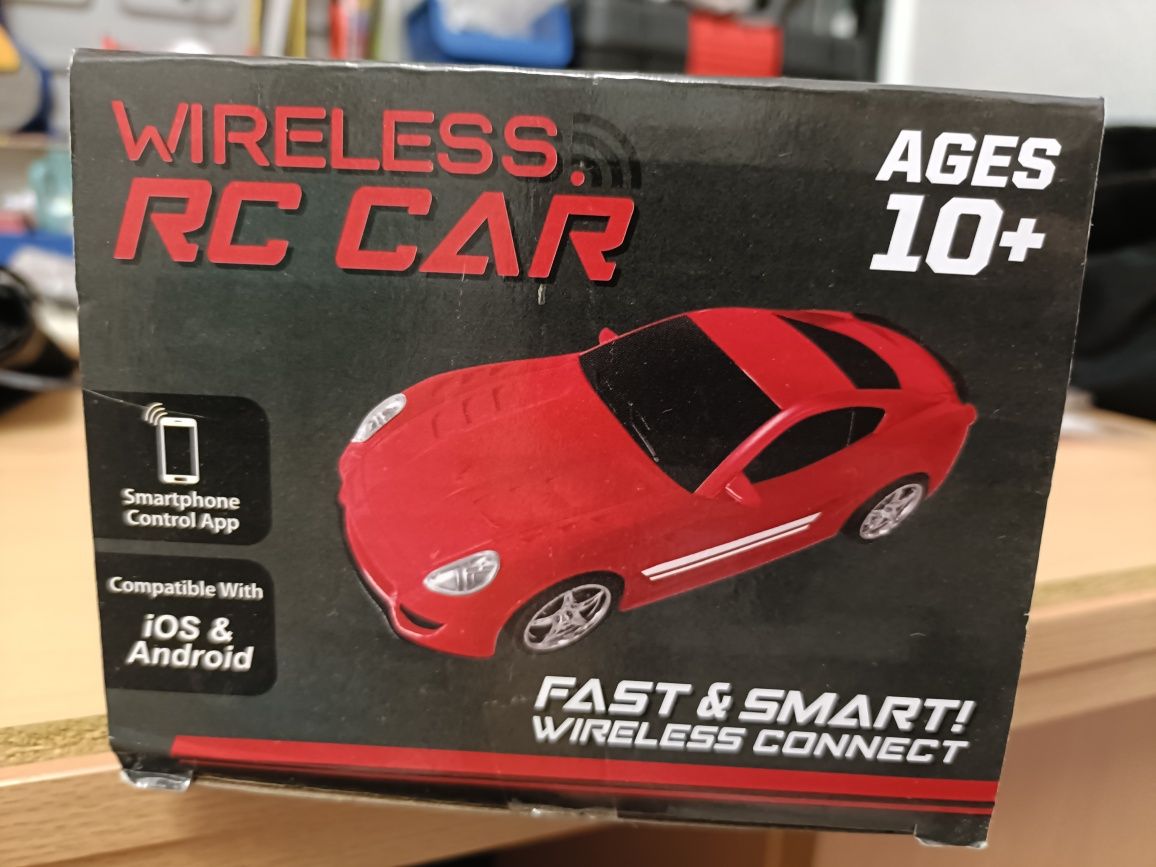 WIRELESS
RC CAR
AGES
10+
Smartphone
Control App
Compatible With
iOS &
Android
FAST & SMART!
WIRELESS CONNECT